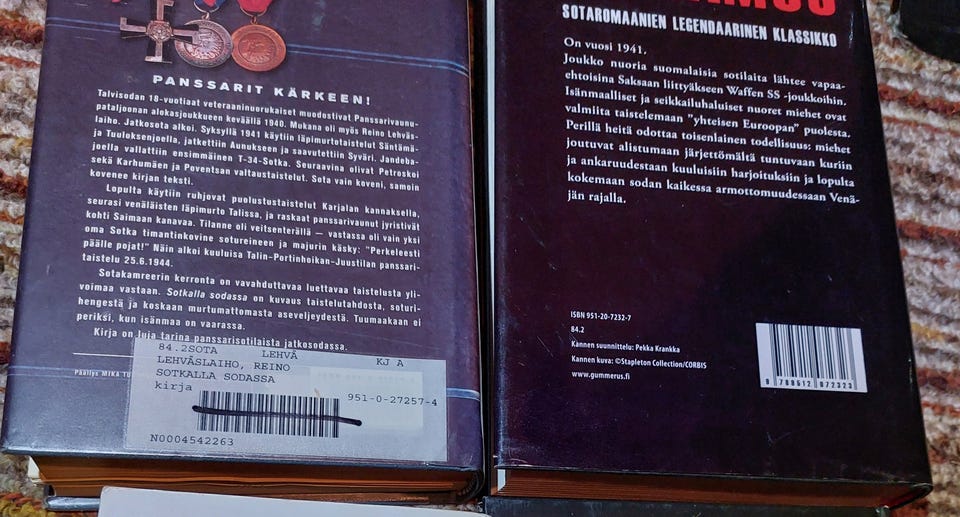 PANSSARIT KÄRKEEN!
Talvisodan 18-vuotiaat veteraaninuorukaiset muodostivat Panssarivaunu-
pataljoonan alokasjoukkueen keväällä 1940. Mukana oli myös Reino Lehväs-
laiho. Jatkosota alkoi. Syksyllä 1941 käytiin läpimurtotaistelut Säntämä-
ja Tuuloksenjoella, jatkettiin Aunukseen ja saavutettiin Syväri. Jandeba-
joella vallattiin ensimmäinen T-34-Sotka. Seuraavina olivat Petroskoi
sekä Karhumäen ja Poventsan valtaustaistelut. Sota vain koveni, samoin
kovenee kirjan teksti.
Lopulta käytiin ruhjovat puolustustaistelut Karjalan kannaksella,
seurasi venäläisten läpimurto Talissa, ja raskaat panssarivaunut jyristivät
kohti Saimaan kanavaa. Tilanne oli veitsenterällä — vastassa oli vain yksi
oma Sotka timantinkovine sotureineen ja majurin käsky: "Perkeleesti
päälle pojat!" Näin alkoi kuuluisa Talin-Portinhoikan-Juustilan panssari-
taistelu 25.6.1944.
Sotakamreerin kerronta on vavahduttavaa luettavaa taistelusta yli-
voimaa vastaan. Sotkalla sodassa on kuvaus taistelutahdosta, soturi-
hengestä ja koskaan murtumattomasta aseveljeydestä. Tuumaakaan ei
periksi, kun isänmaa on vaarassa.
Kirja on luja tarina panssarisotilaista jatkosodassa.
Päällys MIKA
84.2SOTA LEHVÄ KJ A
LEHVÄSLAIHO, REINO
SOTKALLA SODASSA
kirja 951-0-27257-4
N0004542263
SOTAROMAANIEN LEGENDAARINEN KLASSIKKO
On vuosi 1941.
Joukko nuoria suomalaisia sotilaita lähtee vapaa-
ehtoisina Saksaan liittyäkseen Waffen SS -joukkoihin.
Isänmaalliset ja seikkailuhaluiset nuoret miehet ovat
valmiita taistelemaan "yhteisen Euroopan" puolesta.
Perillä heitä odottaa toisenlainen todellisuus: miehet
joutuvat alistumaan järjettömältä tuntuvaan kuriin
ja ankaruudestaan kuuluisiin harjoituksiin ja lopulta
kokemaan sodan kaikessa armottomuudessaan Venä-
jän rajalla.
ISBN 951-20-7232-7
84.2
Kannen suunnittelu: Pekka Krankka
Kannen kuva: ©Stapleton Collection/CORBIS
www.gummerus.fi
9 789512 072323